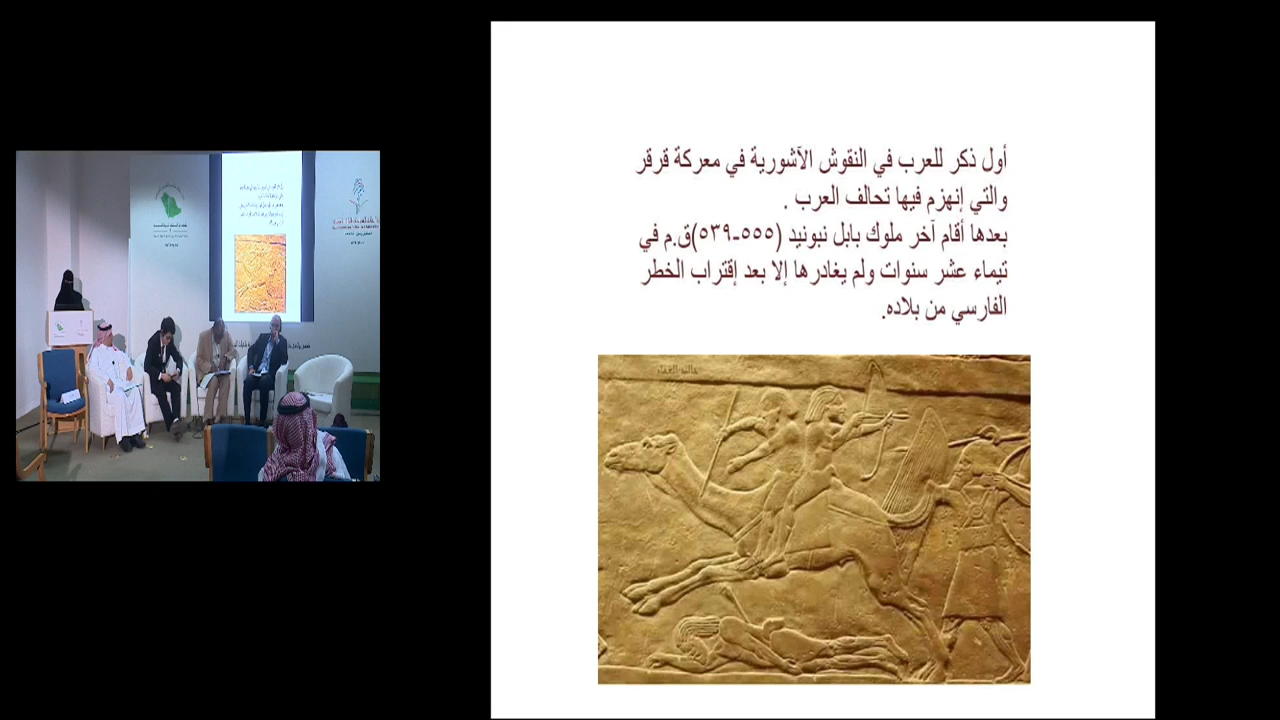 أول ذكر للعرب في النقوش الآشورية في معركة قرقر
والتي إنهزم فيها تحالف العرب .
بعدها أقام آخر ملوك بابل نبونيد (٥٥٥-٥٣٩)ق.م في
تيماء عشر سنوات ولم يغادرها إلا بعد إقتراب الخطر
الفارسي من بلاده.